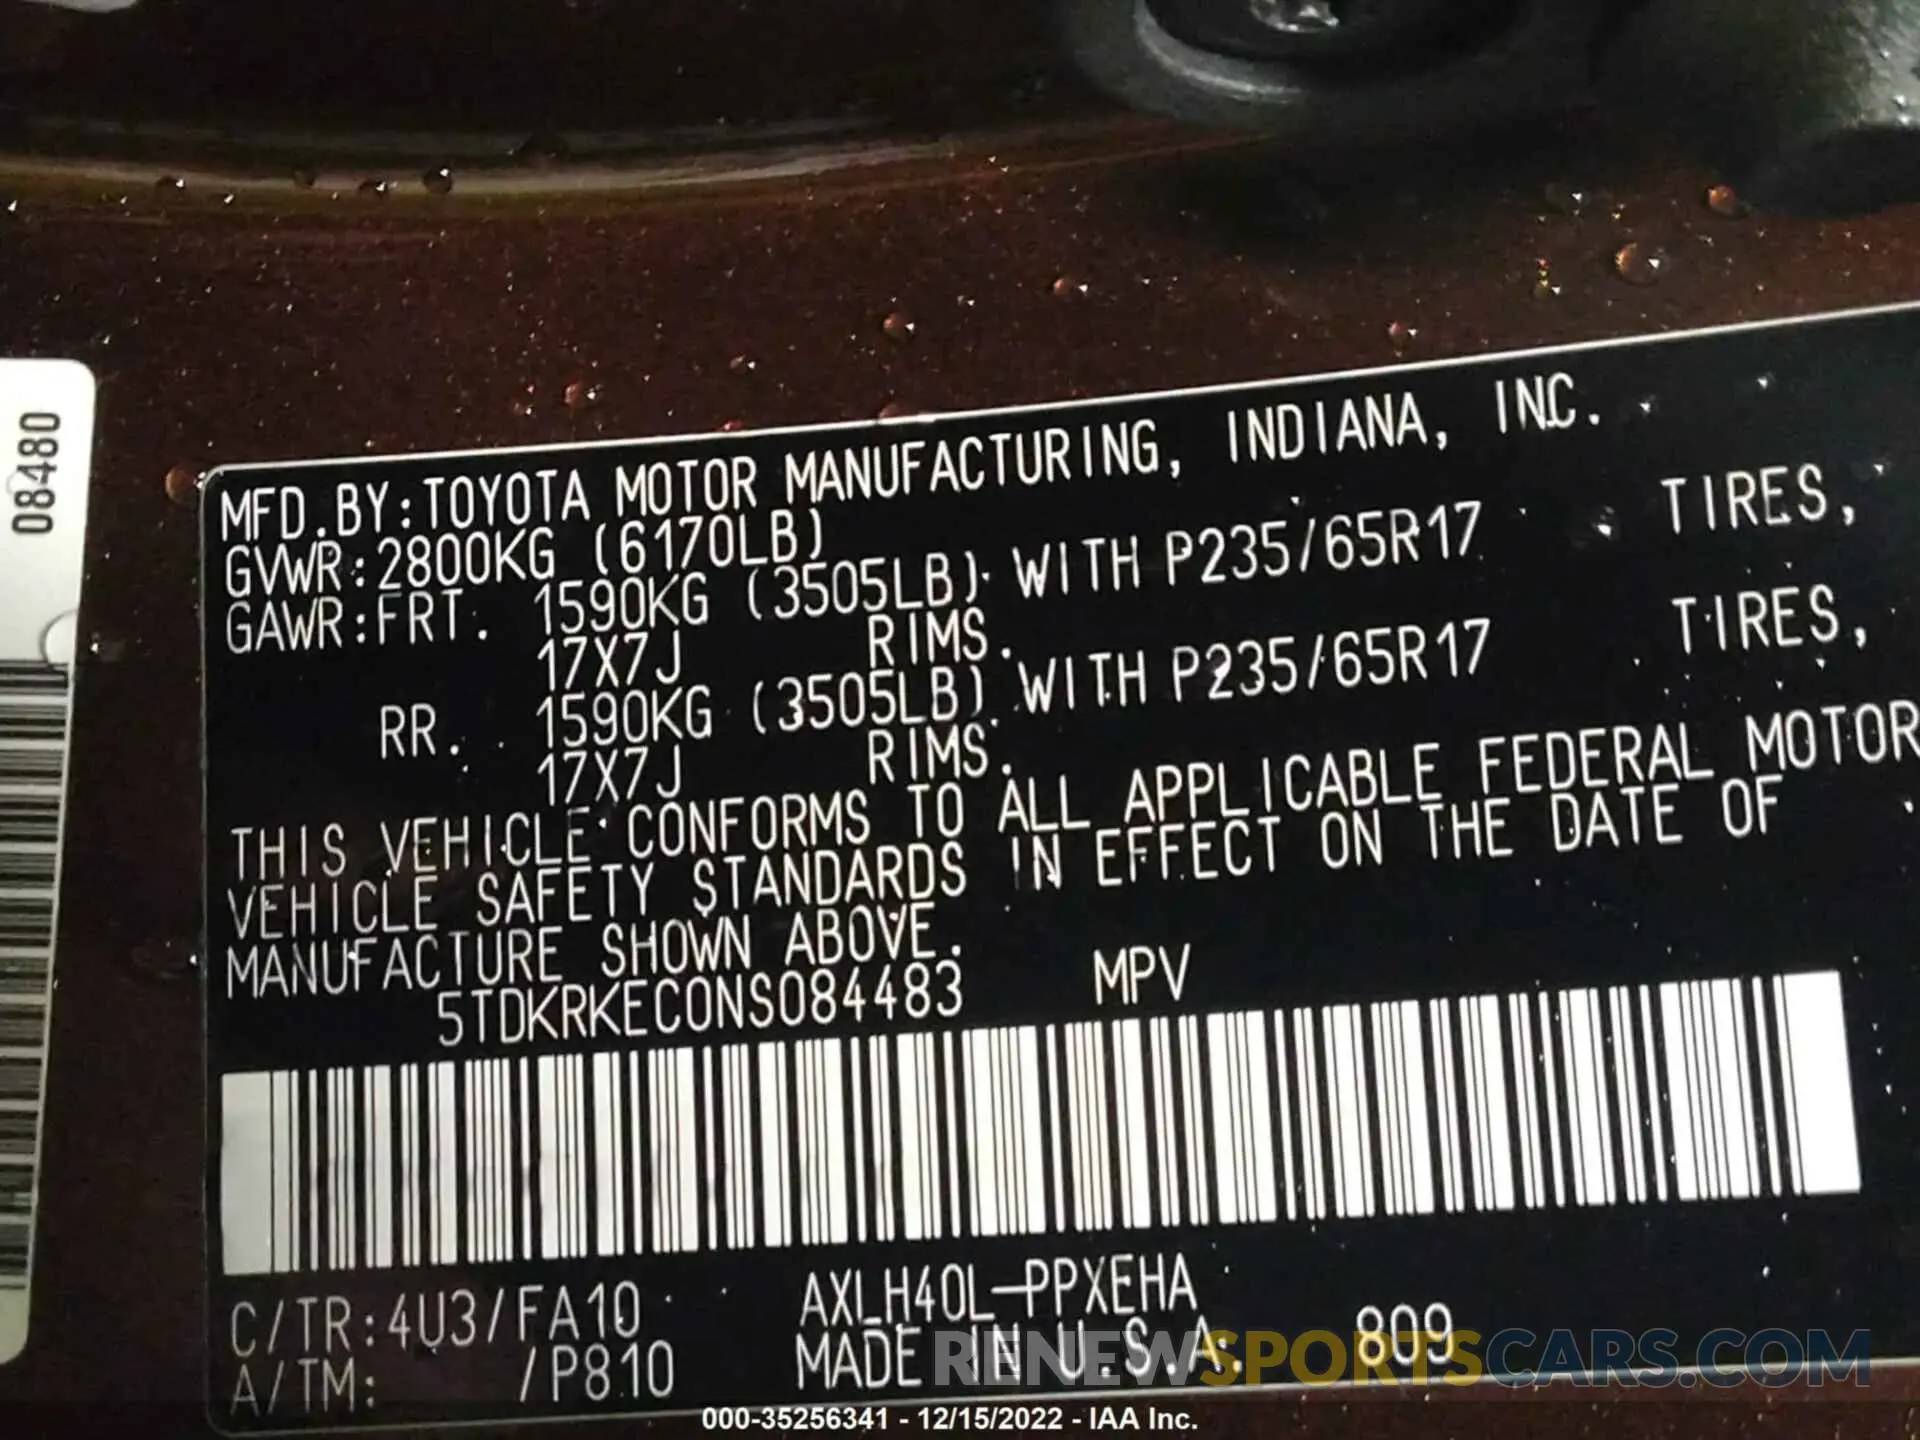 08480
MFD.BY:TOYOTA MOTOR MANUFACTURING, INDIANA, INC.
GVWR:2800KG (6170LB)
GAWR:FRT. 1590KG (3505LB) WITH P235/65R17 TIRES,
17X7J RIMS.
RR. 1590KG (3505LB) WITH P235/65R17 TIRES,
17X7J RIMS.
THIS VEHICLE CONFORMS TO ALL APPLICABLE FEDERAL MOTOR
VEHICLE SAFETY STANDARDS IN EFFECT ON THE DATE OF
MANUFACTURE SHOWN ABOVE.
5TDKRKEC0NS084483 MPV
C/TR:4U3/FA10 AXLH40L-PPXEHA
A/TM: /P810 MADE IN U.S.A. 809
RENEWSPORTSCARS.COM
000-35256341 - 12/15/2022 - IAA Inc.